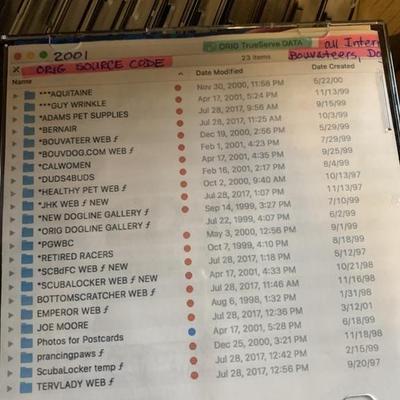 2001 ORIG TrueServe DATA all Inter
ORIG SOURCE CODE 23 items Bouvateers, Do
Name Date Modified Date Created
***AQUITAINE Nov 30, 2000, 11:58 PM 5/22/00
***GUY WRINKLE Apr 17, 2001, 5:24 PM 11/13/99
*ADAMS PET SUPPLIES Jul 28, 2017, 9:56 AM 9/15/99
*BERNAIR Jul 28, 2017, 11:25 AM 10/3/99
*BOUVATEER WEB ƒ Dec 19, 2000, 2:56 PM 5/29/99
*BOUVDOG.COM WEB ƒ Feb 1, 2001, 4:23 PM 7/29/99
*CALWOMEN Apr 17, 2001, 4:35 PM 9/25/99
*DUDS4BUDS Feb 16, 2001, 2:17 PM 8/9/99
*HEALTHY PET WEB ƒ Oct 2, 2000, 9:40 AM 10/13/97
*JHK WEB ƒ NEW Jul 28, 2017, 1:07 PM 11/13/97
*NEW DOGLINE GALLERY ƒ Sep 14, 1999, 3:27 PM 7/10/99
*ORIG DOGLINE GALLERY ƒ Jul 22, 1999, 4:07 PM 6/2/99
*PGWBC May 3, 2000, 12:56 PM 6/1/99
*RETIRED RACERS Oct 7, 1999, 4:10 PM 8/18/99
*SCBdFC WEB ƒ NEW Jul 28, 2017, 1:18 PM 5/12/97
*SCUBALOCKER WEB ƒ NEW Apr 17, 2001, 4:33 PM 10/21/98
BOTTOMSCRATCHER WEB ƒ Jul 28, 2017, 11:46 AM 11/16/98
EMPEROR WEB ƒ Aug 6, 1998, 1:32 PM 1/31/98
JOE MOORE Jul 28, 2017, 2:16 PM 3/12/01
Photos for Postcards Apr 17, 2001, 5:28 PM 6/18/99
prancingpaws ƒ Dec 25, 2000, 3:21 PM 11/18/98
ScubaLocker temp ƒ Jul 28, 2017, 12:42 PM 2/15/99
TERVLADY WEB ƒ Jul 28, 2017, 12:56 PM 9/20/97